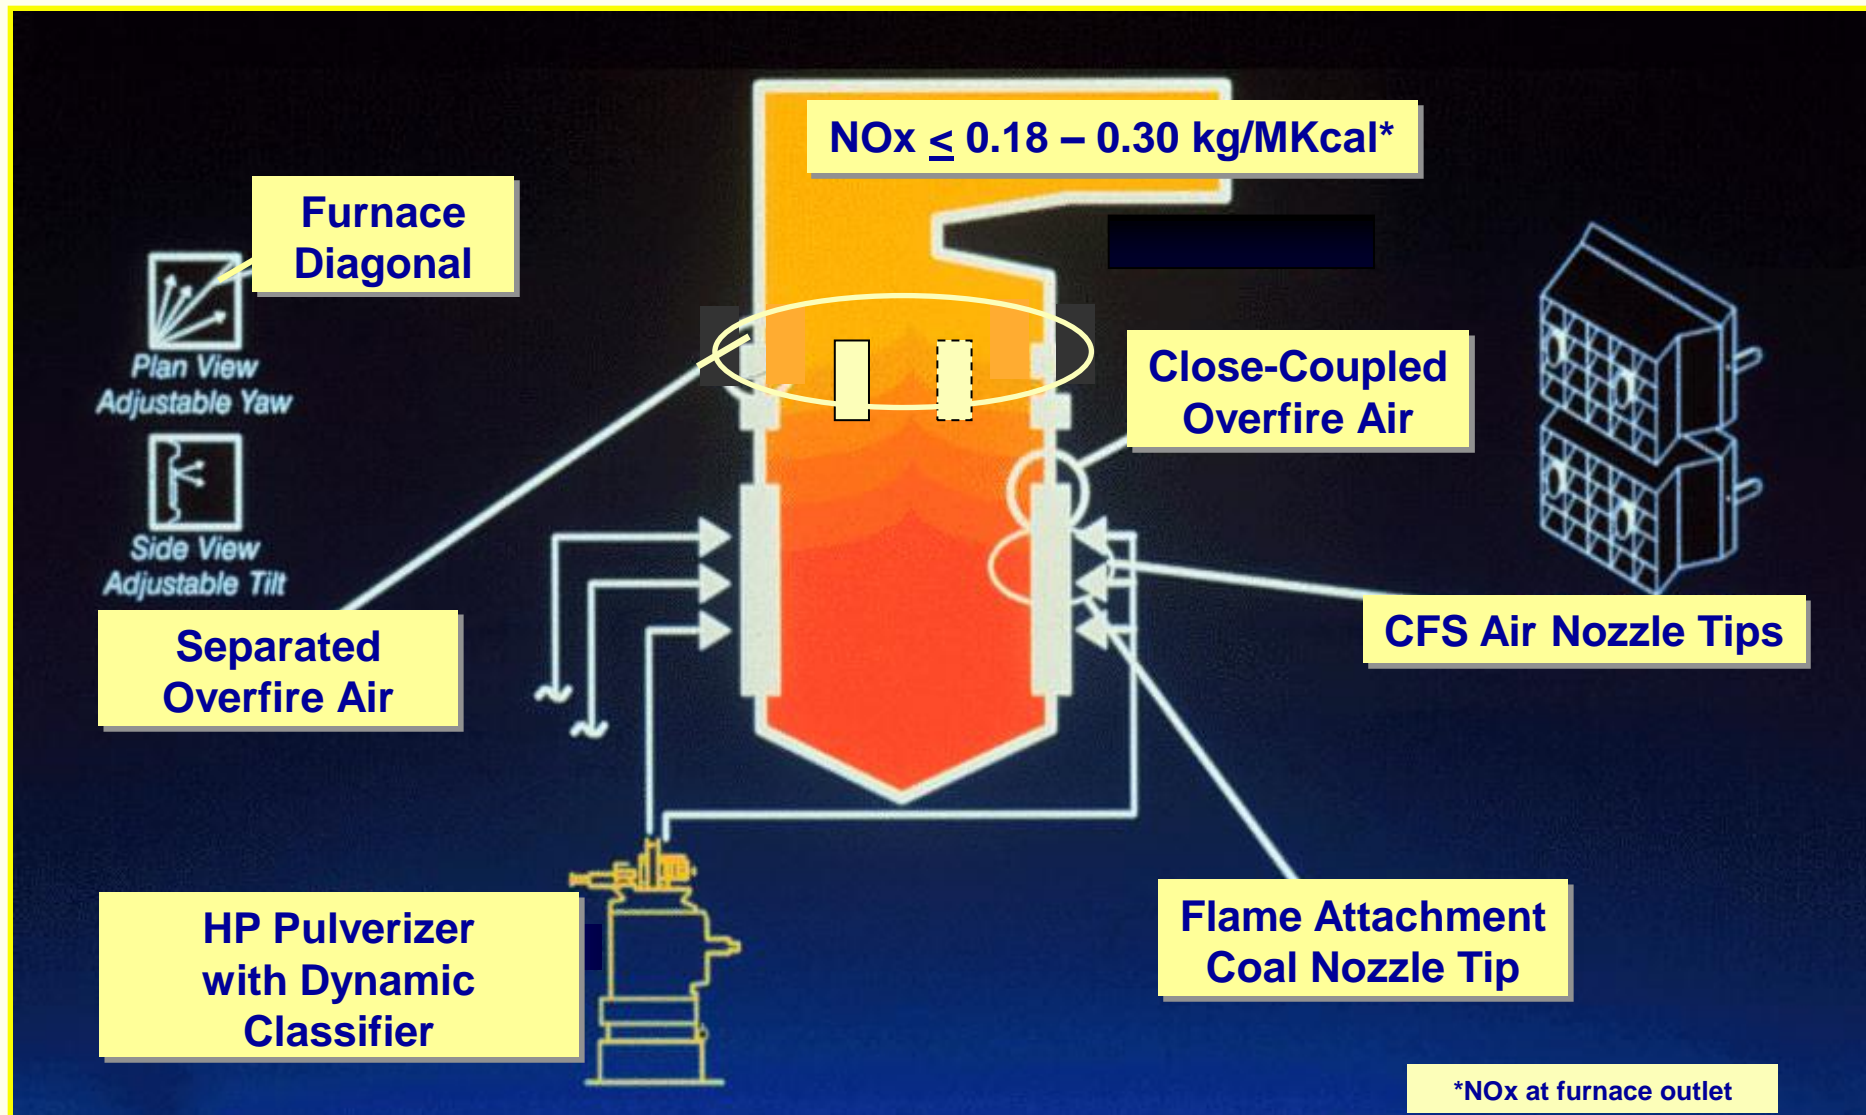 NOx ≤ 0.18 – 0.30 kg/MKcal*
Furnace
Diagonal
Plan View
Adjustable Yaw
Side View
Adjustable Tilt
Close-Coupled
Overfire Air
Separated
Overfire Air
CFS Air Nozzle Tips
HP Pulverizer
with Dynamic
Classifier
Flame Attachment
Coal Nozzle Tip
*NOx at furnace outlet